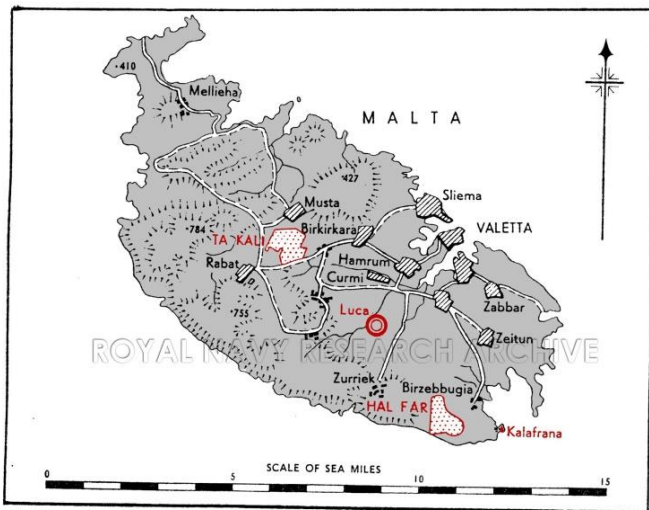 ·410
Mellieha
MALTA
·427
Sliema
Musta
Birkirkara
VALETTA
·784
TA KALI
Hamrum
Rabat
Curmi
Zabbar
·755
Luca
Zeitun
ROYAL NAVY RESEARCH ARCHIVE
Zurriek
Birzebbugia
HAL FAR
Kalafrana
SCALE OF SEA MILES
0 5 10 15